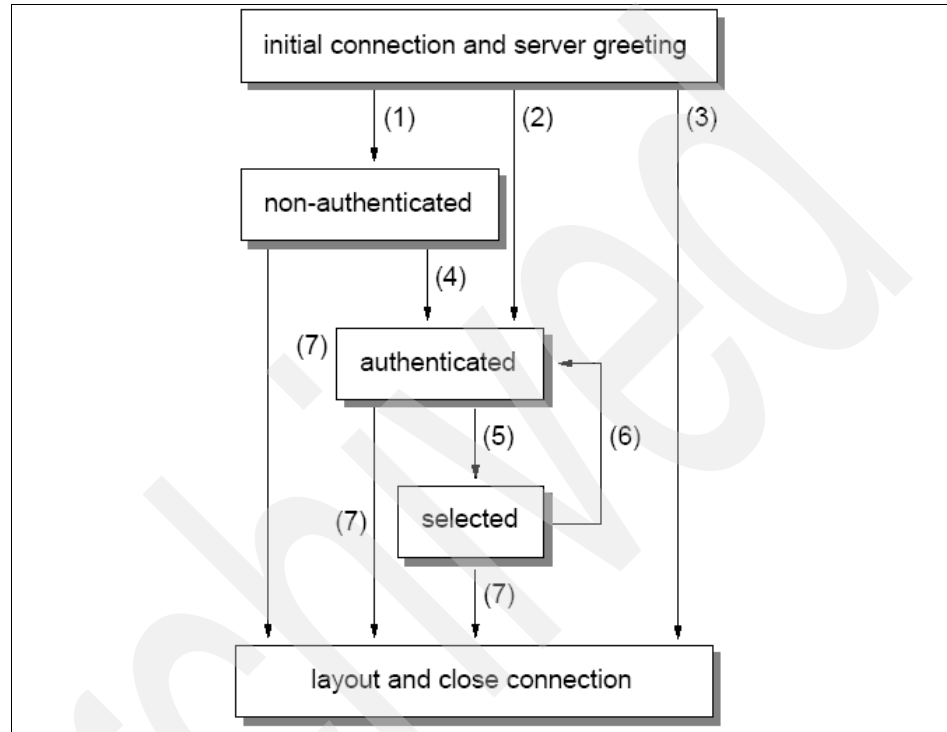 initial connection and server greeting
(1)
(2)
(3)
non-authenticated
(4)
(7)
authenticated
(5)
(6)
(7)
selected
(7)
layout and close connection